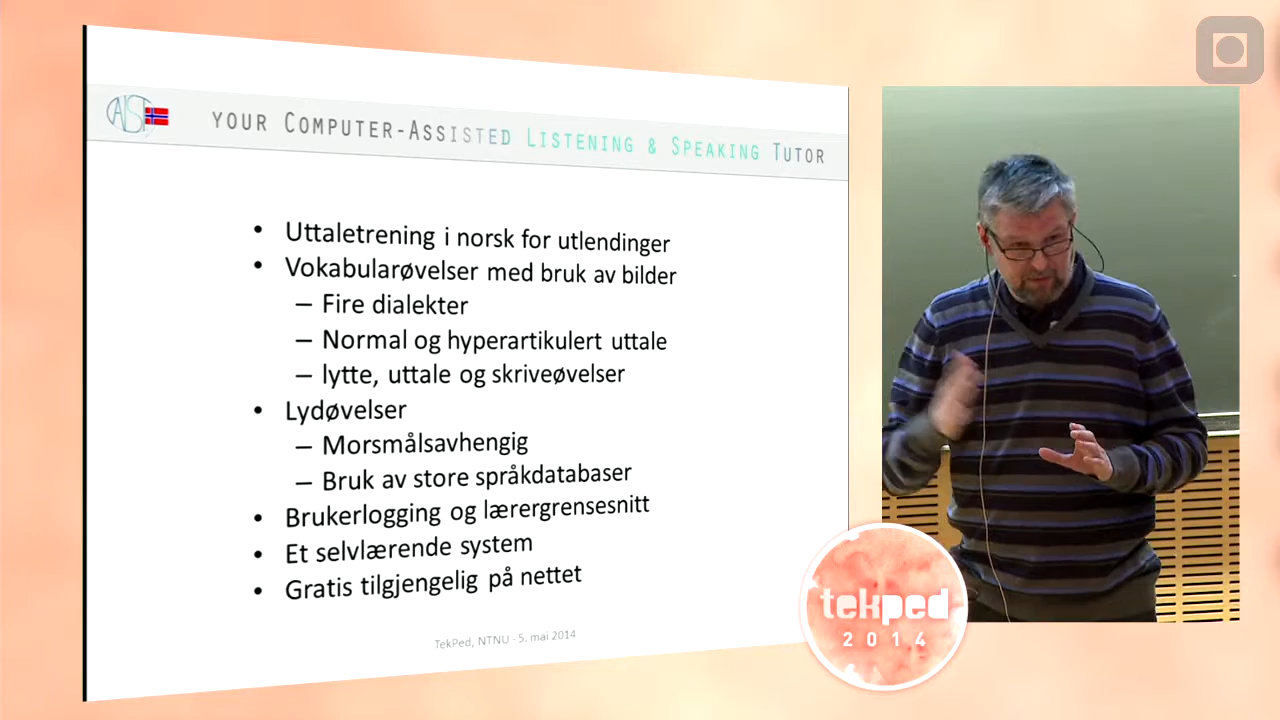 YOUR COMPUTER-ASSISTED LISTENING & SPEAKING TUTOR
• Uttaletrening i norsk for utlendinger
• Vokabularøvelser med bruk av bilder
– Fire dialekter
– Normal og hyperartikulert uttale
– lytte, uttale og skriveøvelser
• Lydøvelser
– Morsmålsavhengig
– Bruk av store språkdatabaser
• Brukerlogging og lærergrensesnitt
• Et selvlærende system
• Gratis tilgjengelig på nettet
TekPed, NTNU - 5. mai 2014
tekped
2014